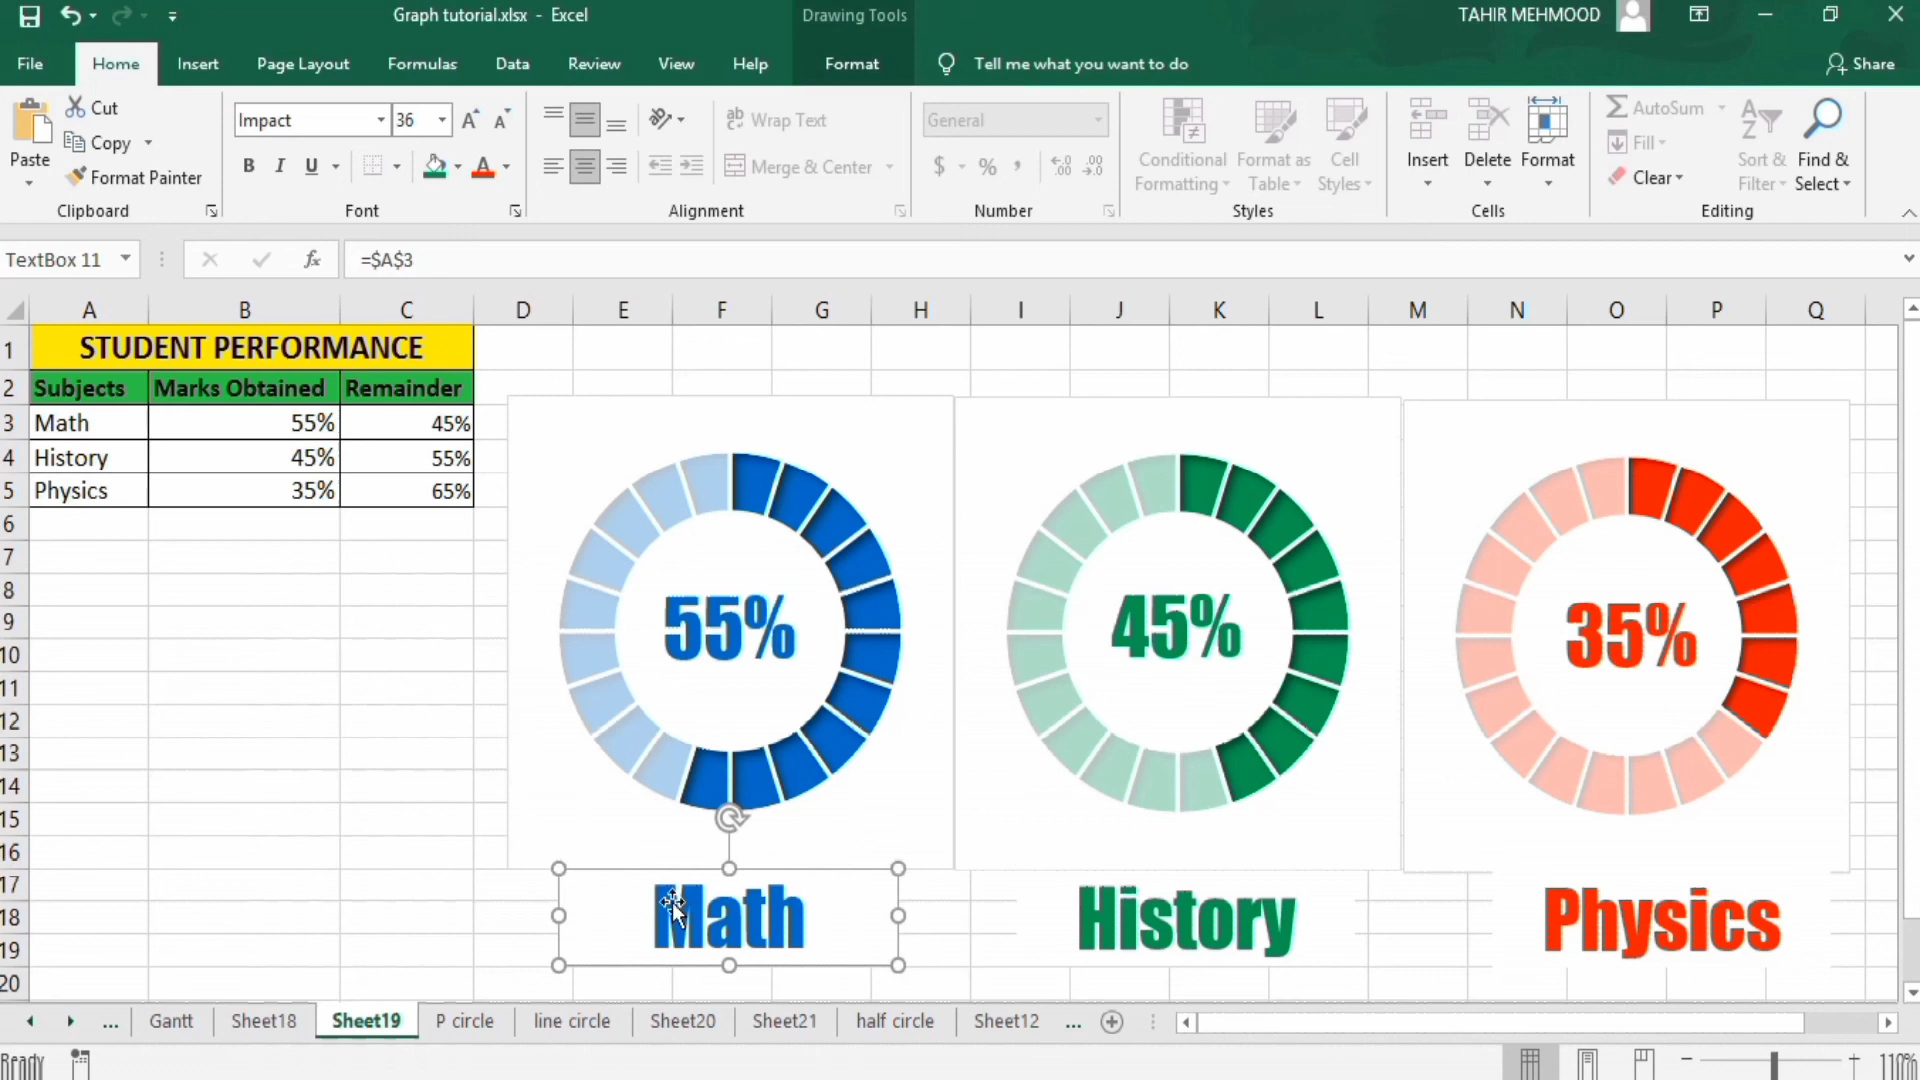 Graph tutorial.xlsx - Excel
Drawing Tools
TAHIR MEHMOOD
File
Home
Insert
Page Layout
Formulas
Data
Review
View
Help
Format
Tell me what you want to do
Share
Paste
Cut
Copy
Format Painter
Clipboard
Impact
36
B I U
Font
Wrap Text
Merge & Center
Alignment
General
$ % ,
Number
Conditional Formatting
Format as Table
Cell Styles
Styles
Insert
Delete
Format
Cells
AutoSum
Fill
Clear
Sort & Filter
Find & Select
Editing
TextBox 11
fx
=$A$3
A B C D E F G H I J K L M N O P Q
1 STUDENT PERFORMANCE
2 Subjects Marks Obtained Remainder
3 Math 55% 45%
4 History 45% 55%
5 Physics 35% 65%
6
7
8
9
10
11
12
13
14
15
16
17
18
19
20
55%
45%
35%
Math
History
Physics
...
Gantt
Sheet18
Sheet19
P circle
line circle
Sheet20
Sheet21
half circle
Sheet12
...
Ready
110%